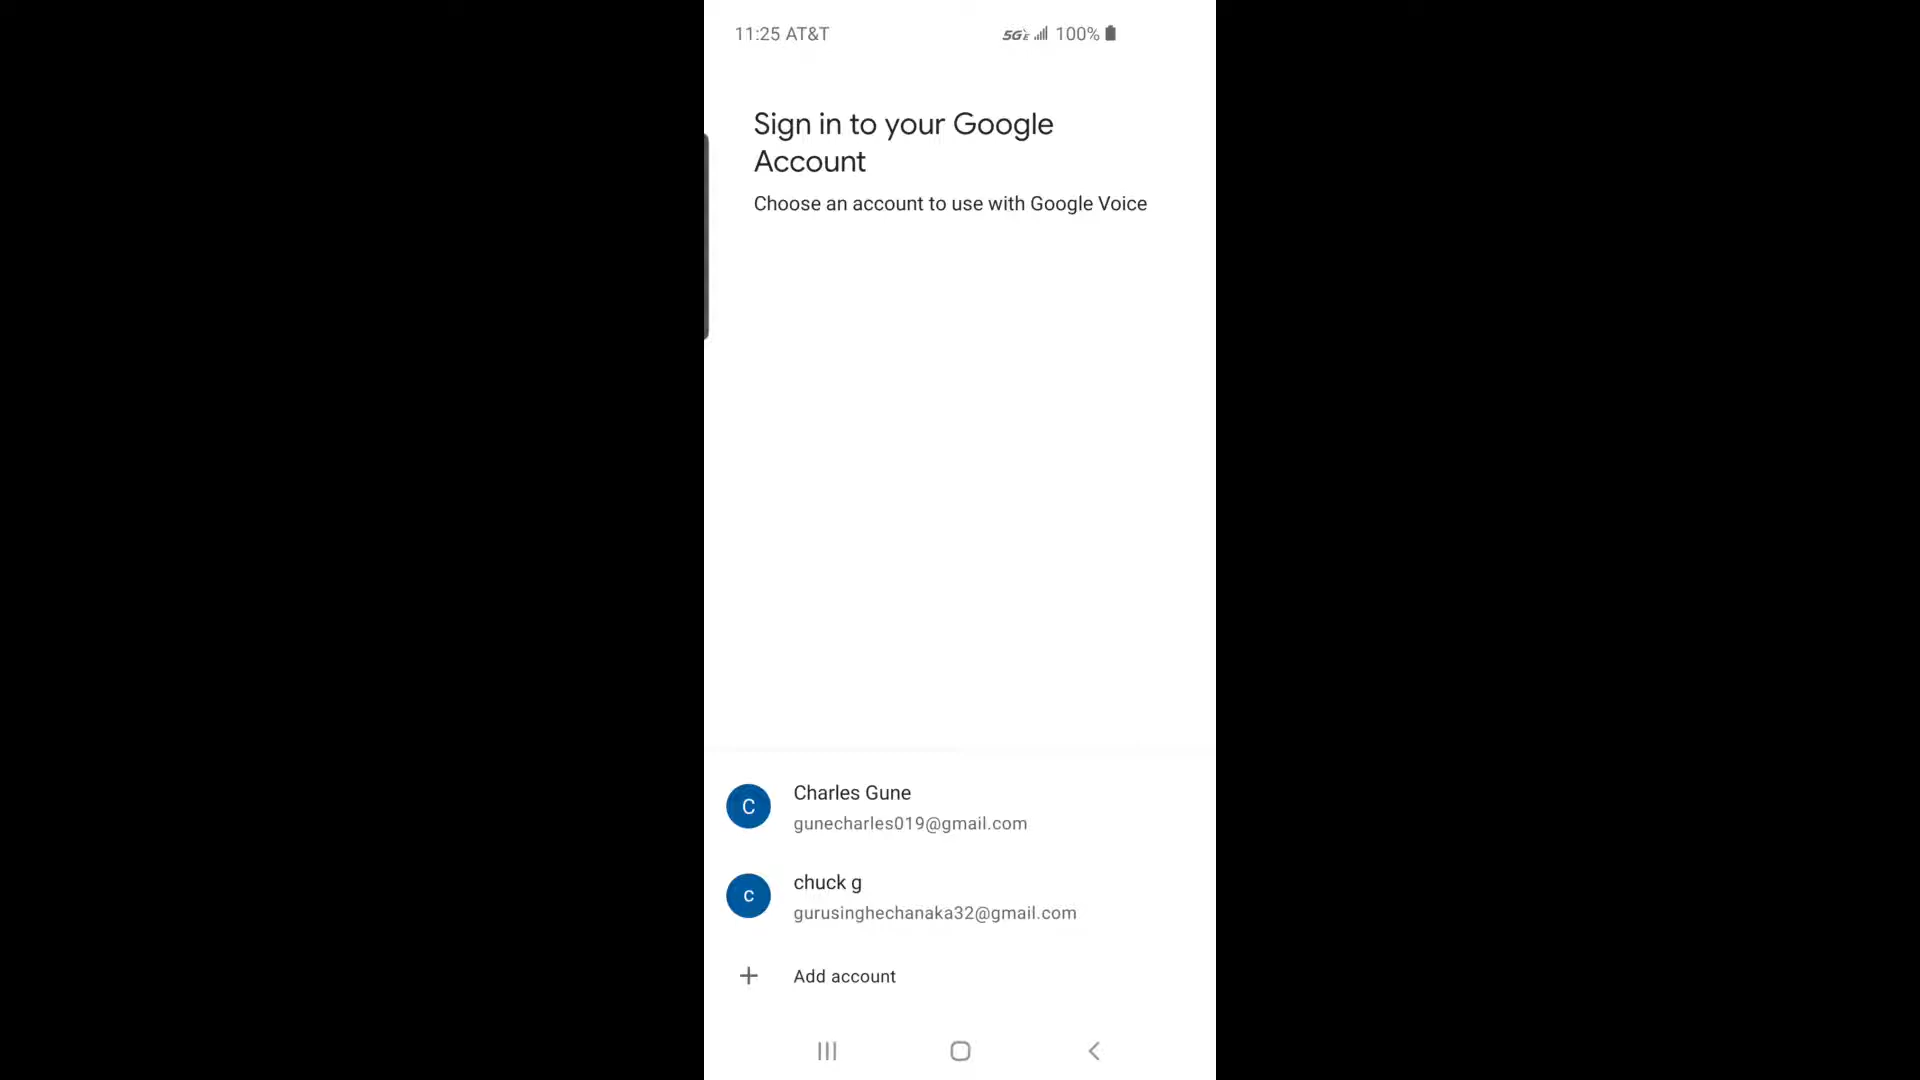 11:25 AT&T 5GE 100%
Sign in to your Google
Account
Choose an account to use with Google Voice
C Charles Gune
gunecharles019@gmail.com
c chuck g
gurusinghechanaka32@gmail.com
Add account